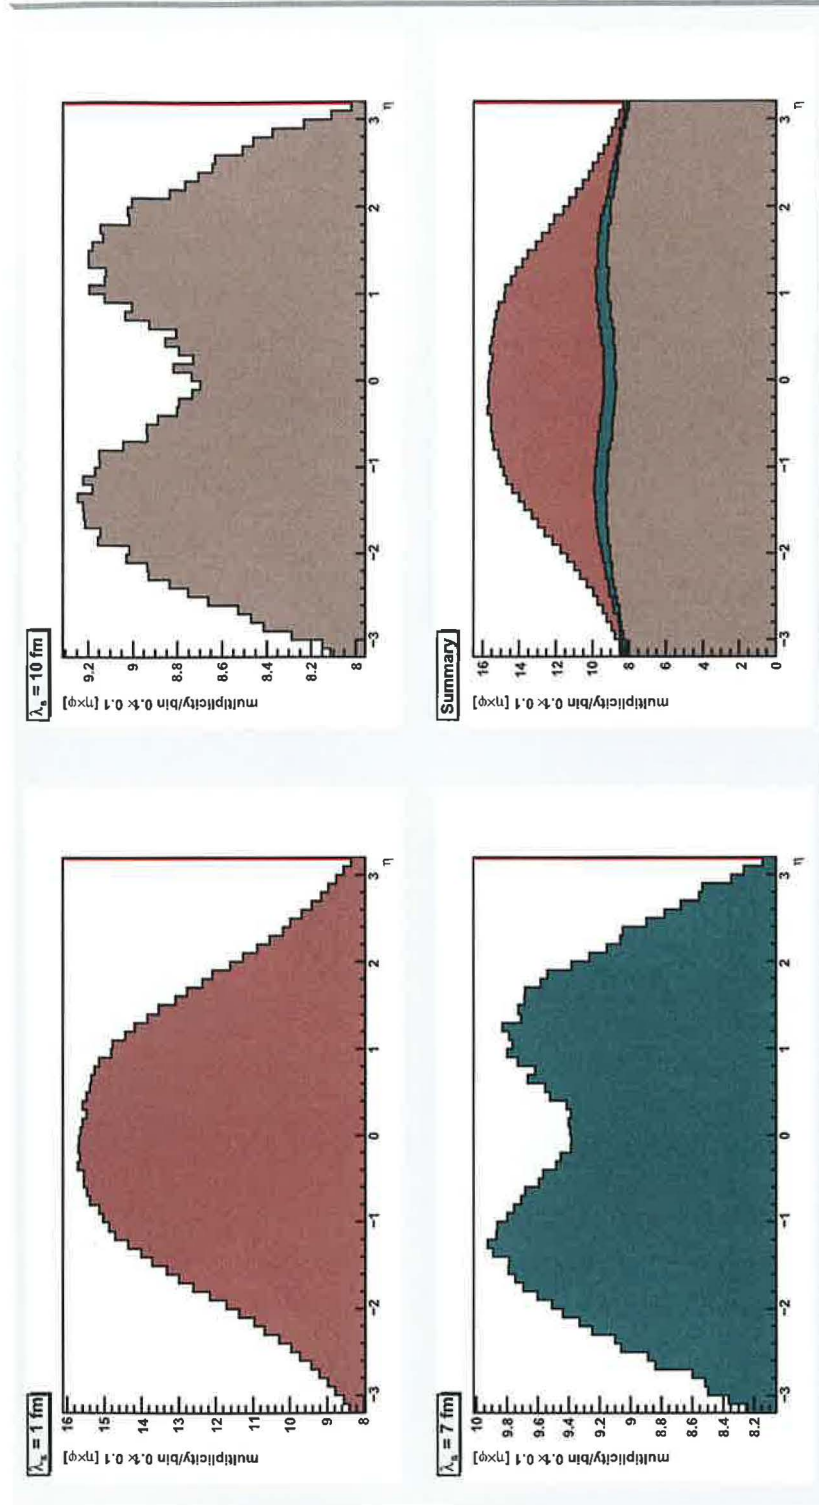 λs = 1 fm
multiplicity/bin 0.1x 0.1 [η×φ]
16
15
14
13
12
11
10
9
8
-3 -2 -1 0 1 2 3 η
λs = 10 fm
multiplicity/bin 0.1x 0.1 [η×φ]
9.2
9
8.8
8.6
8.4
8.2
8
-3 -2 -1 0 1 2 3 η
λs = 7 fm
multiplicity/bin 0.1x 0.1 [η×φ]
10
9.8
9.6
9.4
9.2
9
8.8
8.6
8.4
8.2
-3 -2 -1 0 1 2 3 η
Summary
multiplicity/bin 0.1x 0.1 [η×φ]
16
14
12
10
8
6
4
2
0
-3 -2 -1 0 1 2 3 η